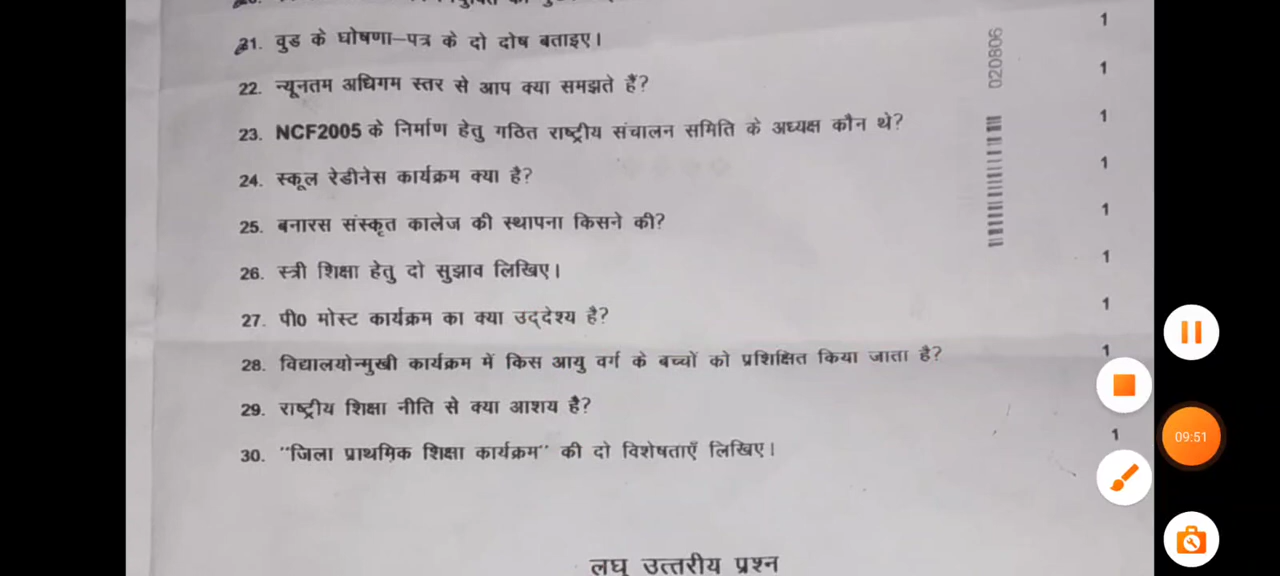 21. वुड के घोषणा–पत्र के दो दोष बताइए। 1
22. न्यूनतम अधिगम स्तर से आप क्या समझते हैं? 1
23. NCF2005 के निर्माण हेतु गठित राष्ट्रीय संचालन समिति के अध्यक्ष कौन थे? 1
24. स्कूल रेडीनेस कार्यक्रम क्या है? 1
25. बनारस संस्कृत कालेज की स्थापना किसने की? 1
26. स्त्री शिक्षा हेतु दो सुझाव लिखिए। 1
27. पी0 मोस्ट कार्यक्रम का क्या उद्देश्य है? 1
28. विद्यालयोन्मुखी कार्यक्रम में किस आयु वर्ग के बच्चों को प्रशिक्षित किया जाता है? 1
29. राष्ट्रीय शिक्षा नीति से क्या आशय है?
30. "जिला प्राथमिक शिक्षा कार्यक्रम" की दो विशेषताएँ लिखिए। 1
लघु उत्तरीय प्रश्न
020806
09:51